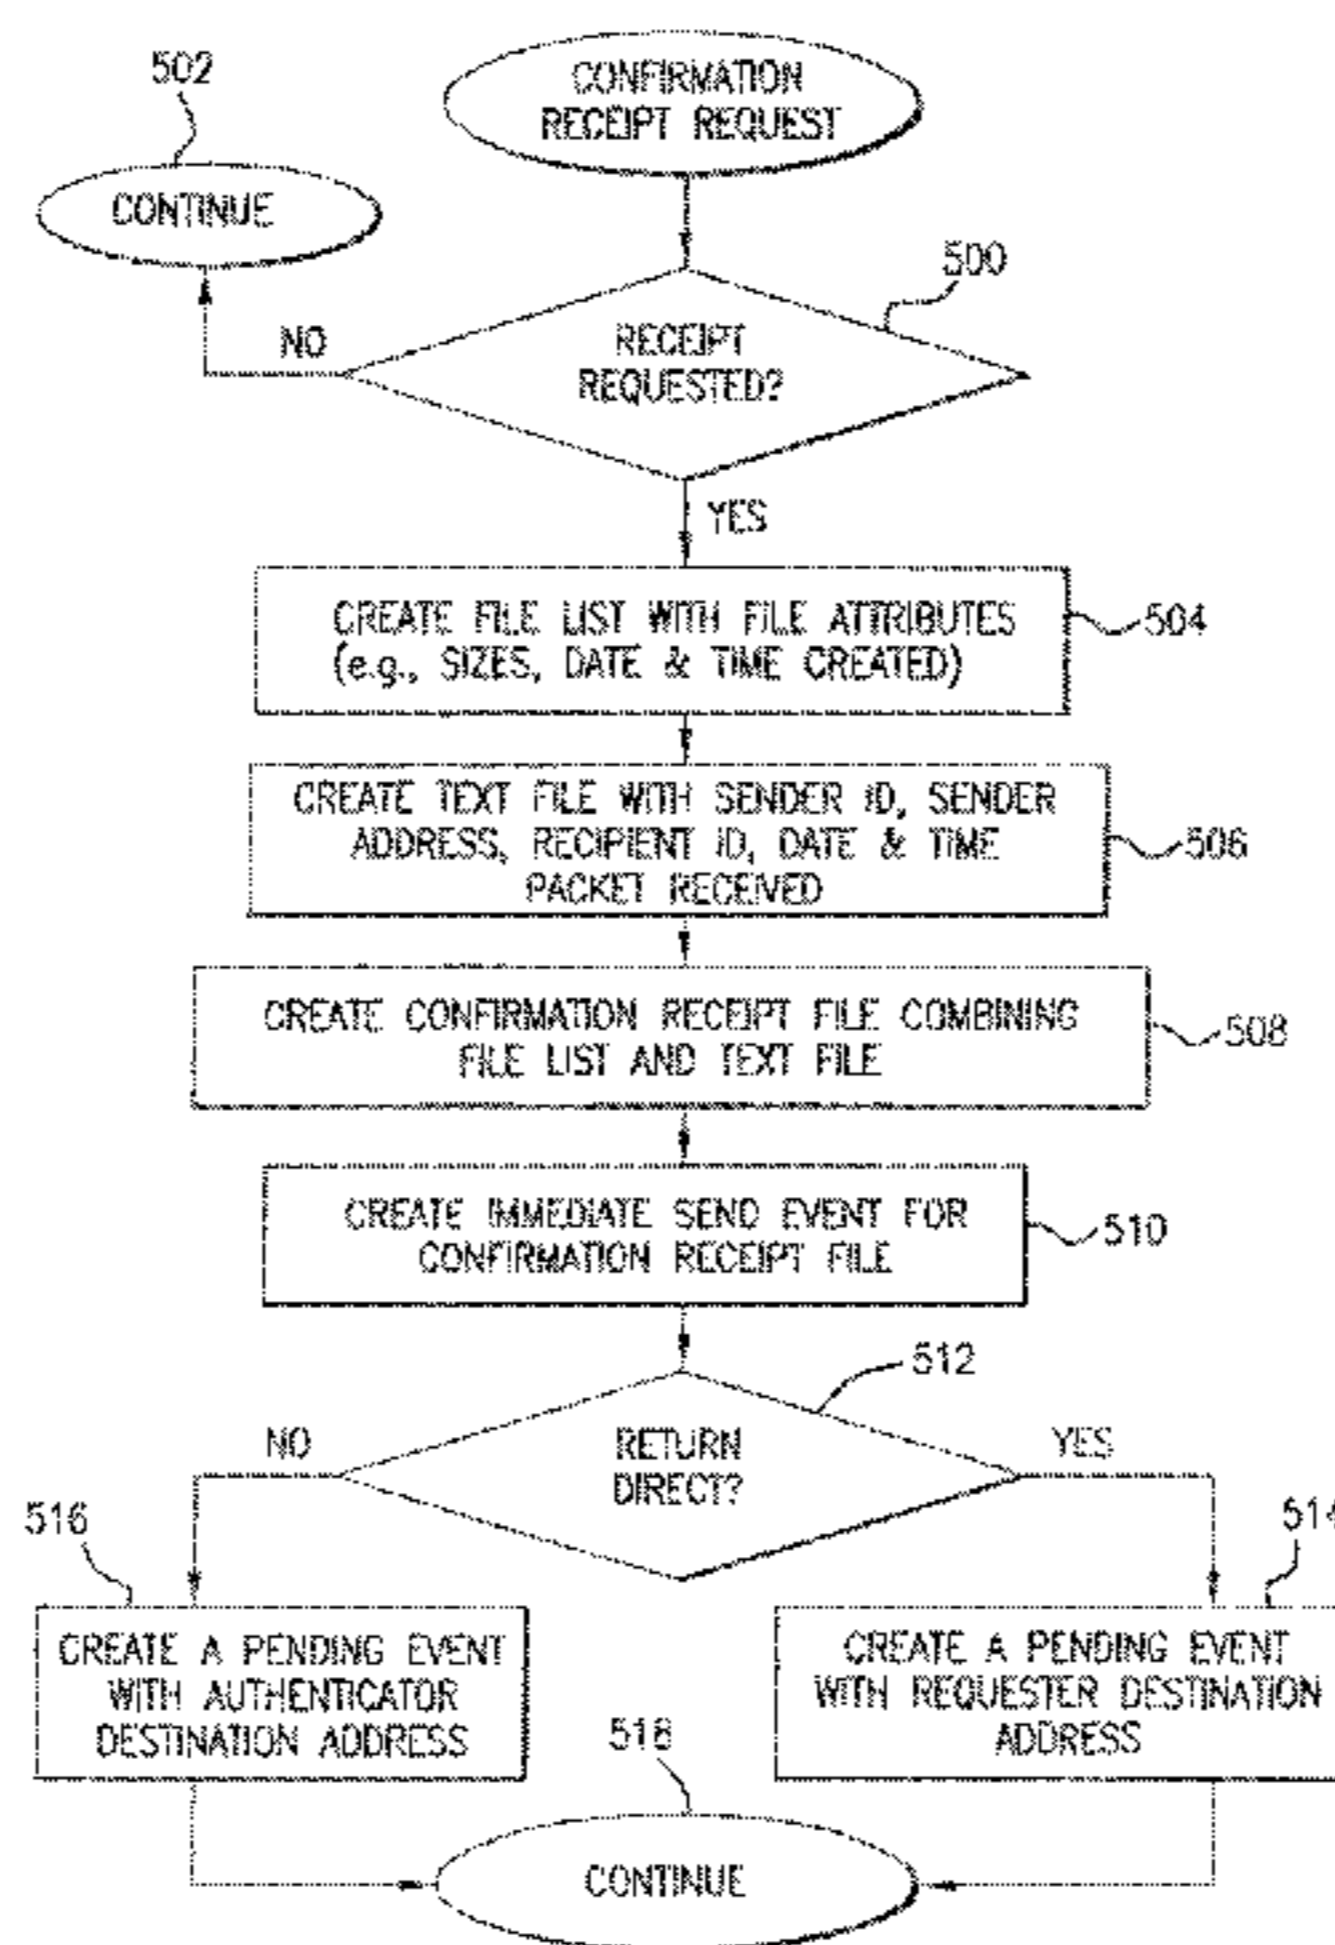 502
CONFIRMATION
RECEIPT REQUEST
CONTINUE
500
NO
RECEIPT
REQUESTED?
YES
CREATE FILE LIST WITH FILE ATTRIBUTES
(e.g., SIZES, DATE & TIME CREATED)
504
CREATE TEXT FILE WITH SENDER ID, SENDER
ADDRESS, RECIPIENT ID, DATE & TIME
PACKET RECEIVED
506
CREATE CONFIRMATION RECEIPT FILE COMBINING
FILE LIST AND TEXT FILE
508
CREATE IMMEDIATE SEND EVENT FOR
CONFIRMATION RECEIPT FILE
510
512
NO
RETURN
DIRECT?
YES
516
514
CREATE A PENDING EVENT
WITH AUTHENTICATOR
DESTINATION ADDRESS
CREATE A PENDING EVENT
WITH REQUESTER DESTINATION
ADDRESS
518
CONTINUE